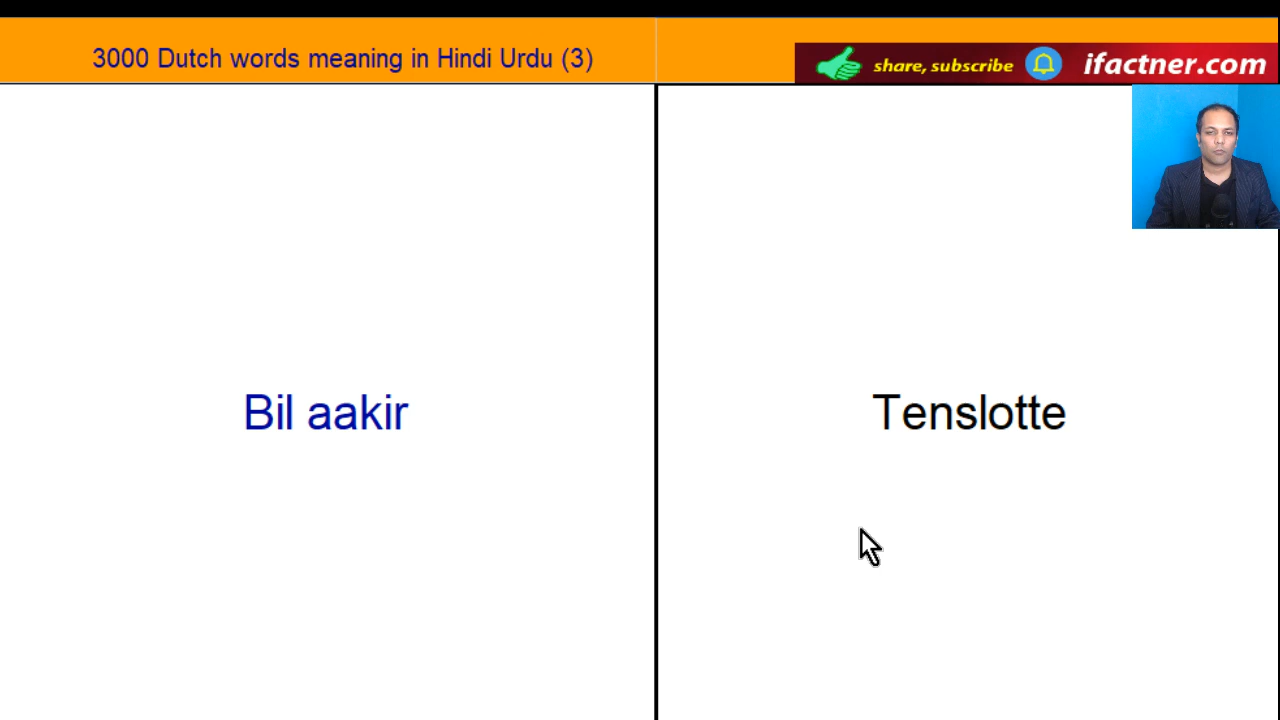 3000 Dutch words meaning in Hindi Urdu (3)
share, subscribe
ifactner.com
Bil aakir
Tenslotte